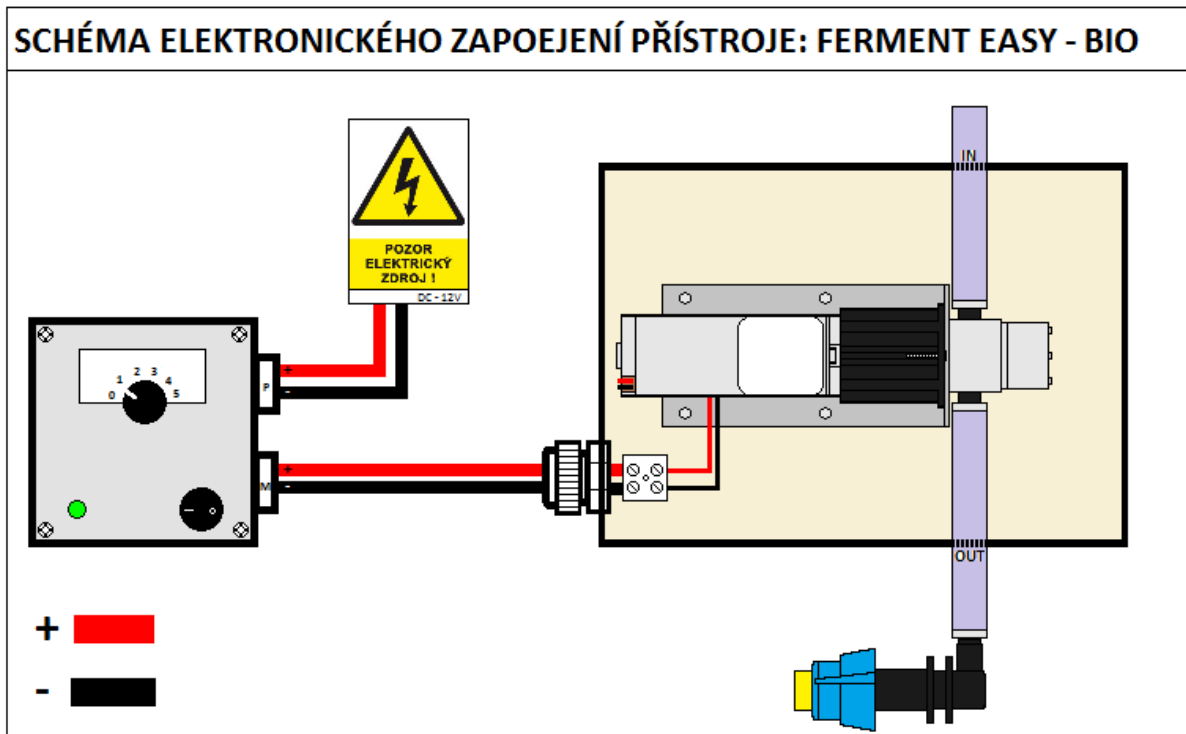 SCHÉMA ELEKTRONICKÉHO ZAPOEJENÍ PŘÍSTROJE: FERMENT EASY - BIO
IN
POZOR
ELEKTRICKÝ
ZDROJ !
DC - 12V
0 1 2 3 4 5
P
+
-
M
+
-
- o
OUT
+
-